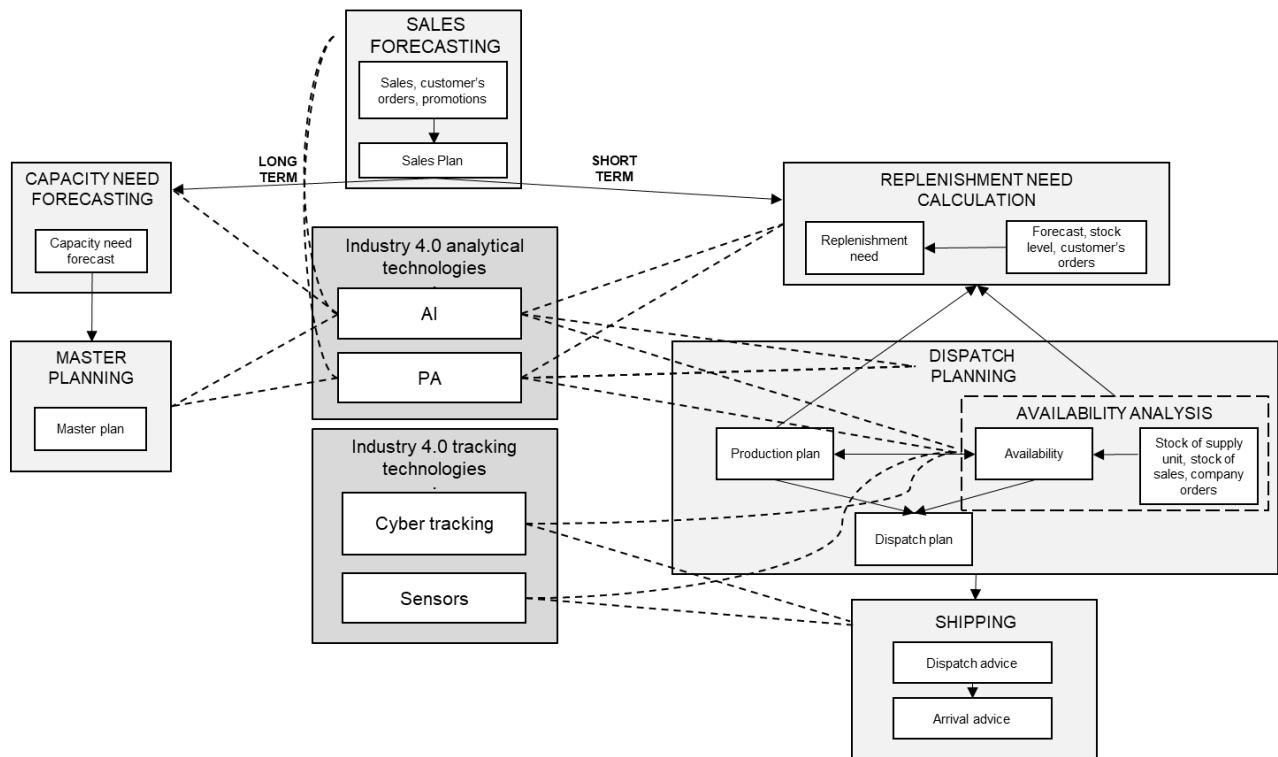 SALES
FORECASTING
Sales, customer's
orders, promotions
Sales Plan
LONG
TERM
SHORT
TERM
CAPACITY NEED
FORECASTING
Capacity need
forecast
MASTER
PLANNING
Master plan
Industry 4.0 analytical
technologies
AI
PA
Industry 4.0 tracking
technologies
Cyber tracking
Sensors
REPLENISHMENT NEED
CALCULATION
Replenishment
need
Forecast, stock
level, customer's
orders
DISPATCH
PLANNING
AVAILABILITY ANALYSIS
Production plan
Availability
Stock of supply
unit, stock of
sales, company
orders
Dispatch plan
SHIPPING
Dispatch advice
Arrival advice